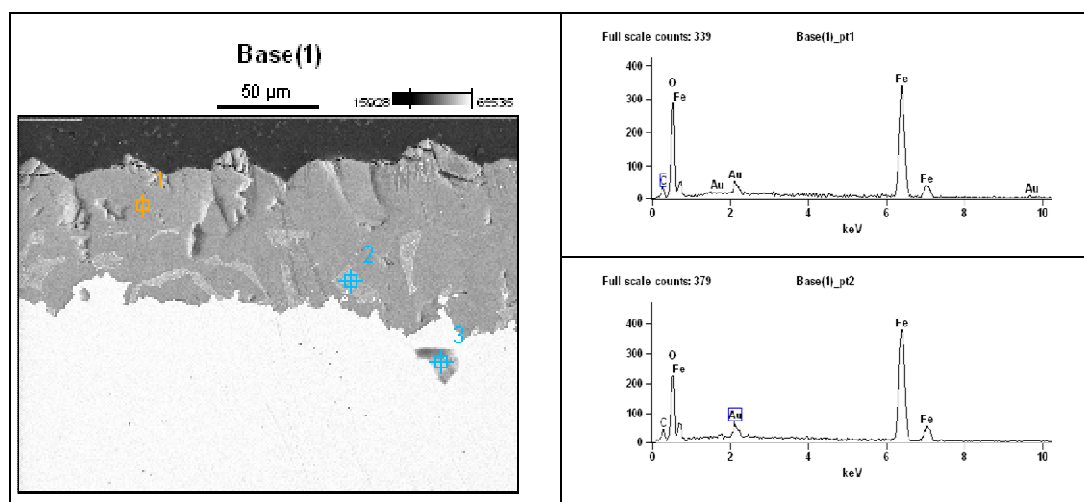 Base(1)
50 µm
15928 65535
1
2
3
Full scale counts: 339 Base(1)_pt1
400
300
200
100
0
O
Fe
C
Au
Au
Fe
Fe
Au
0 2 4 6 8 10
keV
Full scale counts: 379 Base(1)_pt2
400
300
200
100
0
O
Fe
C
Au
Fe
Fe
0 2 4 6 8 10
keV